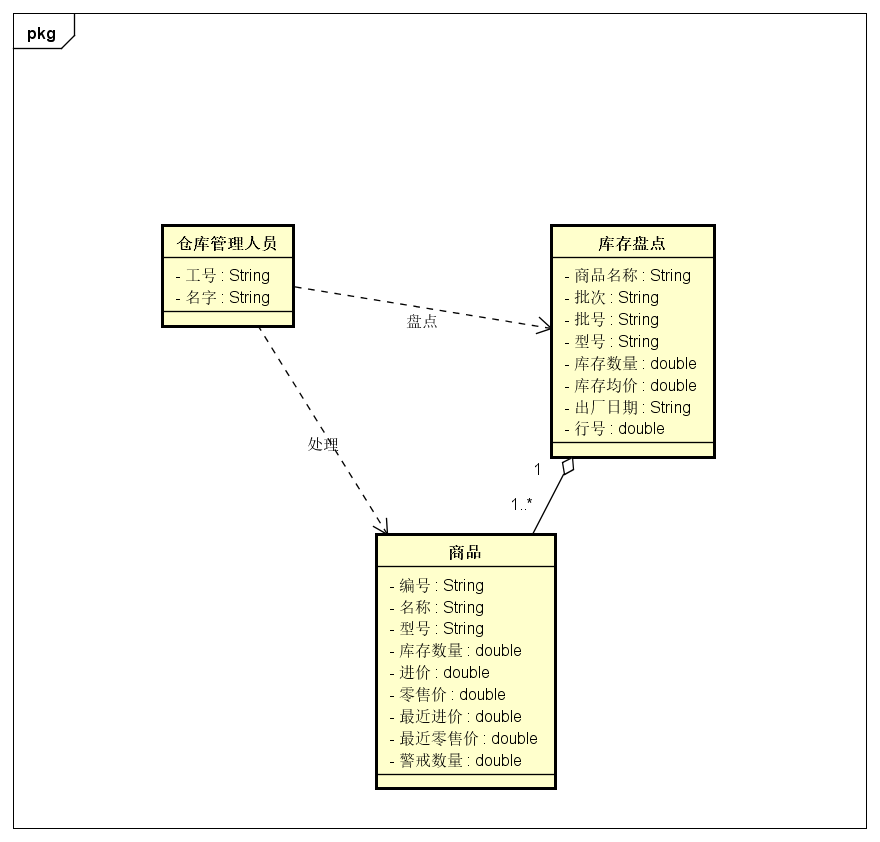 pkg
仓库管理人员
- 工号 : String
- 名字 : String
库存盘点
- 商品名称 : String
- 批次 : String
- 批号 : String
- 型号 : String
- 库存数量 : double
- 库存均价 : double
- 出厂日期 : String
- 行号 : double
盘点
处理
1
1..*
商品
- 编号 : String
- 名称 : String
- 型号 : String
- 库存数量 : double
- 进价 : double
- 零售价 : double
- 最近进价 : double
- 最近零售价 : double
- 警戒数量 : double